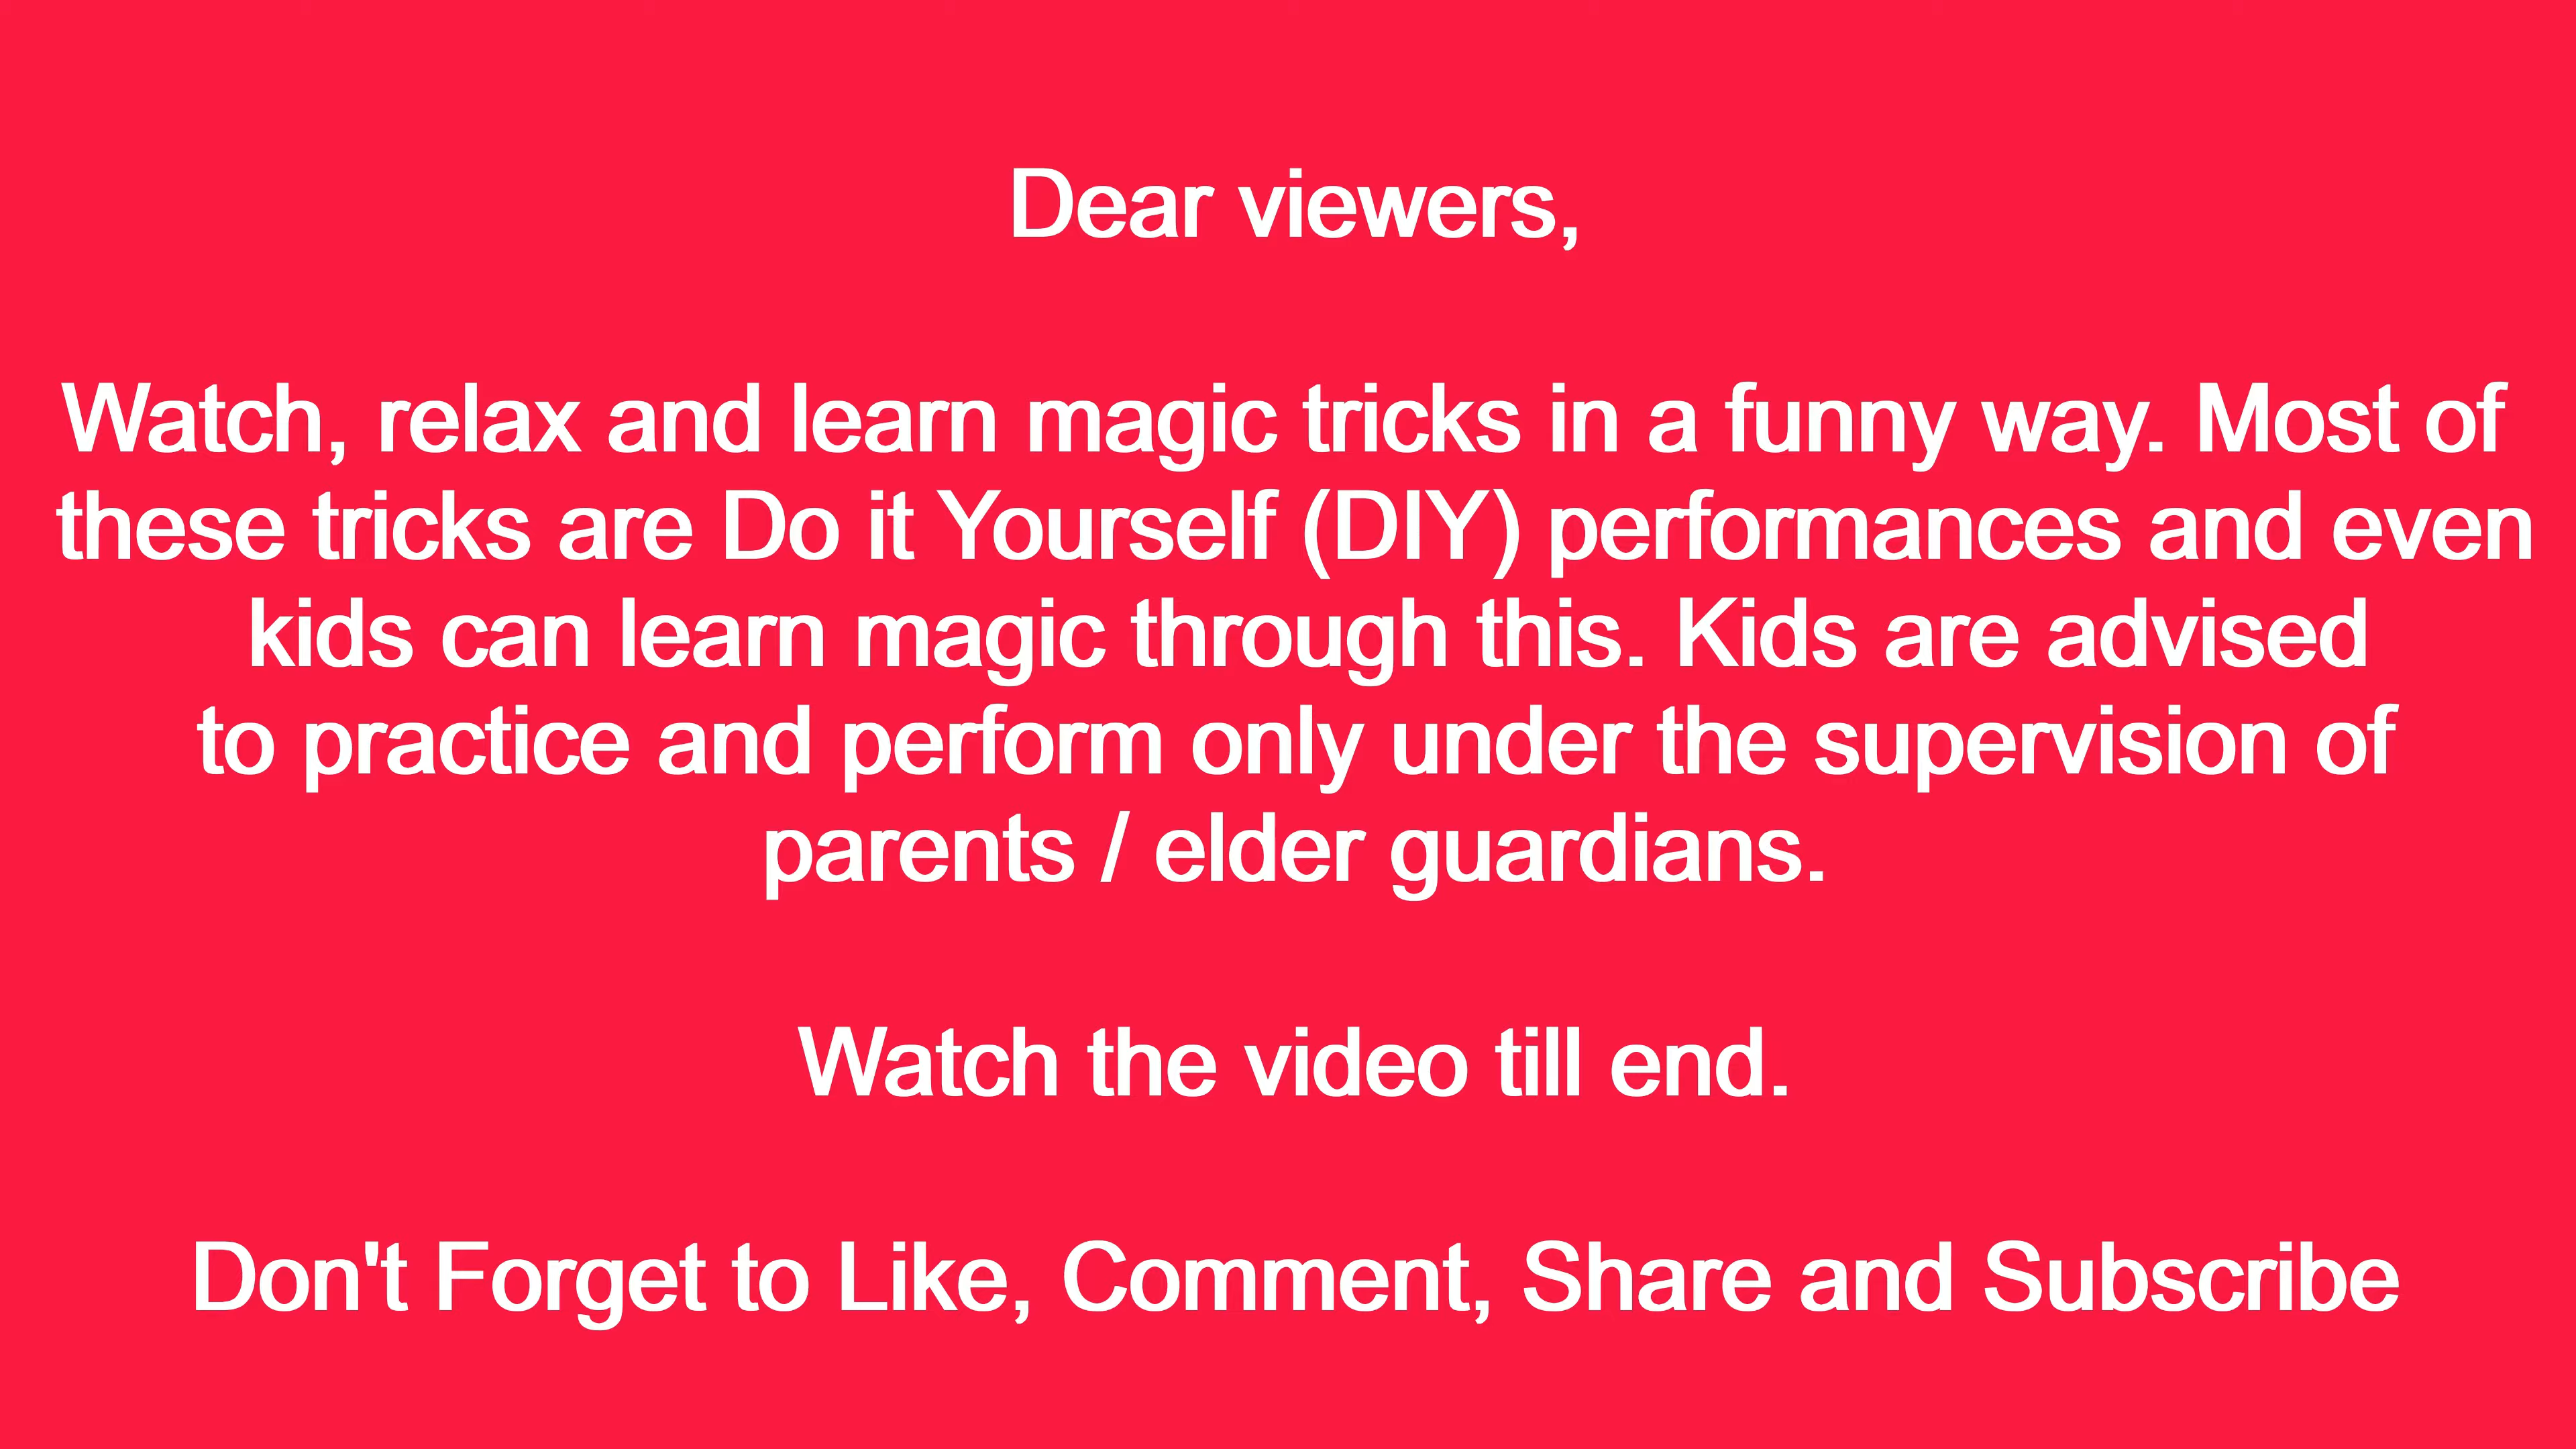 Dear viewers,
Watch, relax and learn magic tricks in a funny way. Most of
these tricks are Do it Yourself (DIY) performances and even
kids can learn magic through this. Kids are advised
to practice and perform only under the supervision of
parents / elder guardians.
Watch the video till end.
Don't Forget to Like, Comment, Share and Subscribe